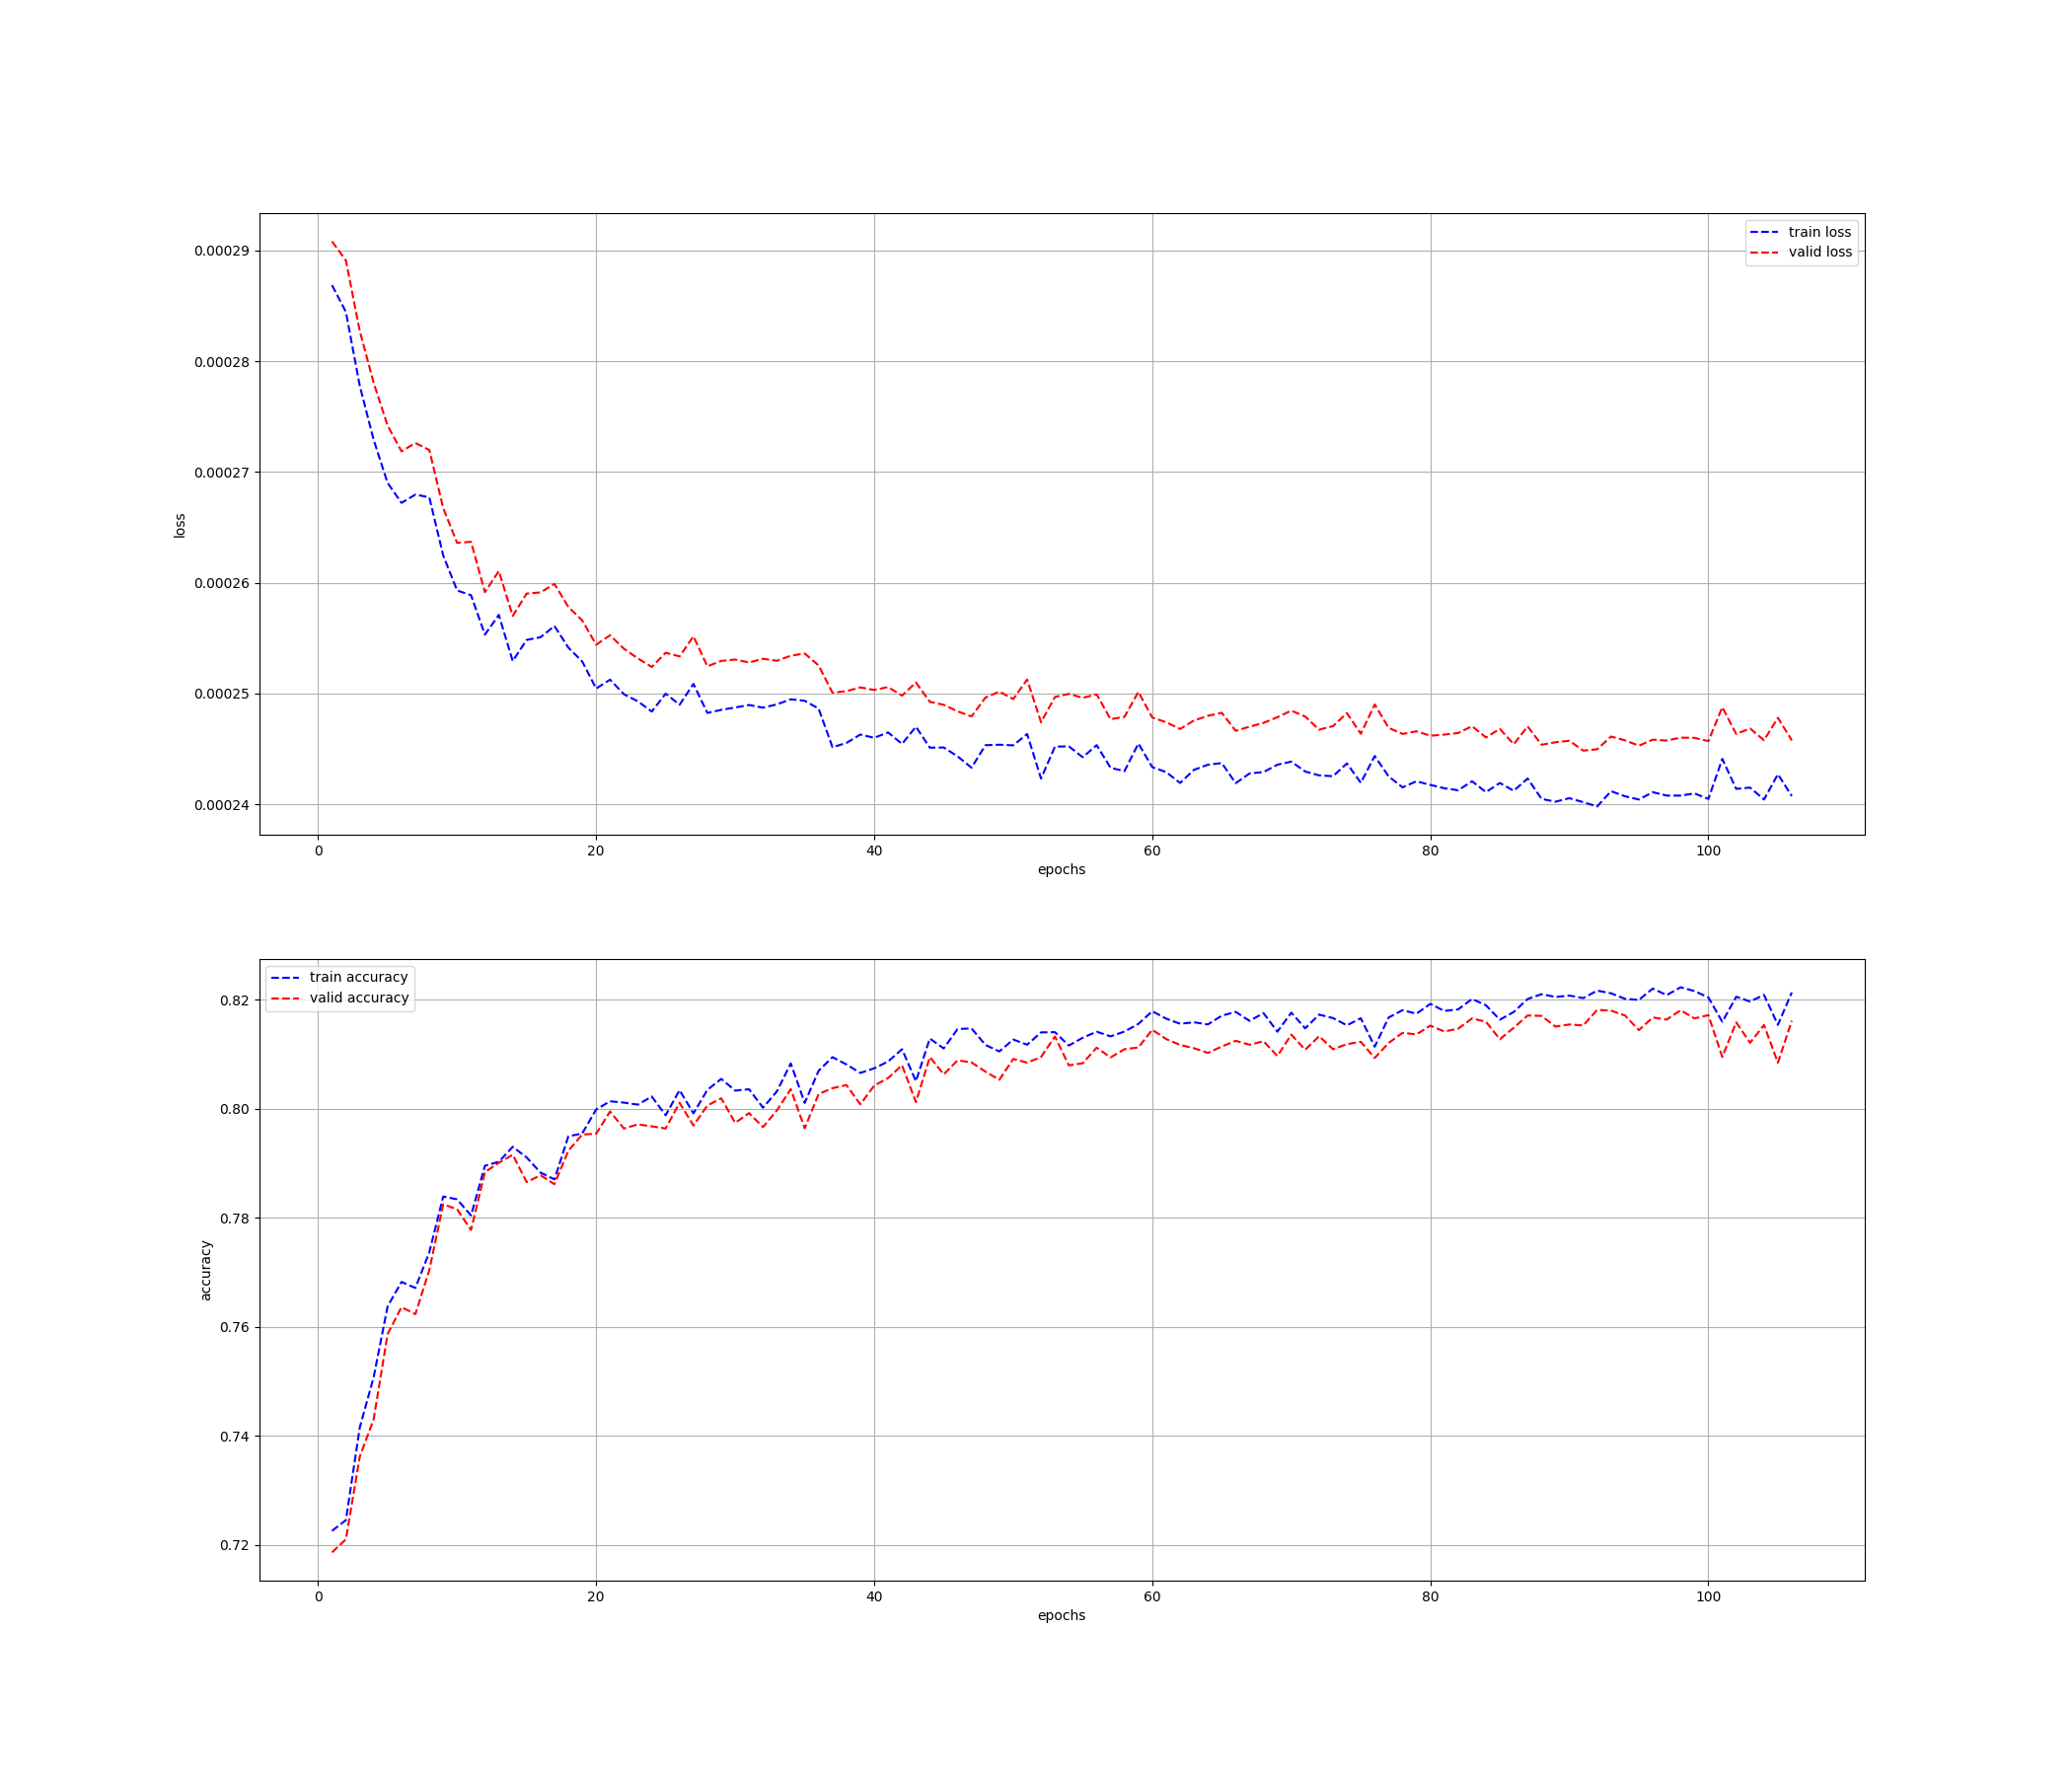 train loss
valid loss
0.00029
0.00028
0.00027
0.00026
0.00025
0.00024
loss
0 20 40 60 80 100
epochs
train accuracy
valid accuracy
0.82
0.80
0.78
0.76
0.74
0.72
accuracy
0 20 40 60 80 100
epochs